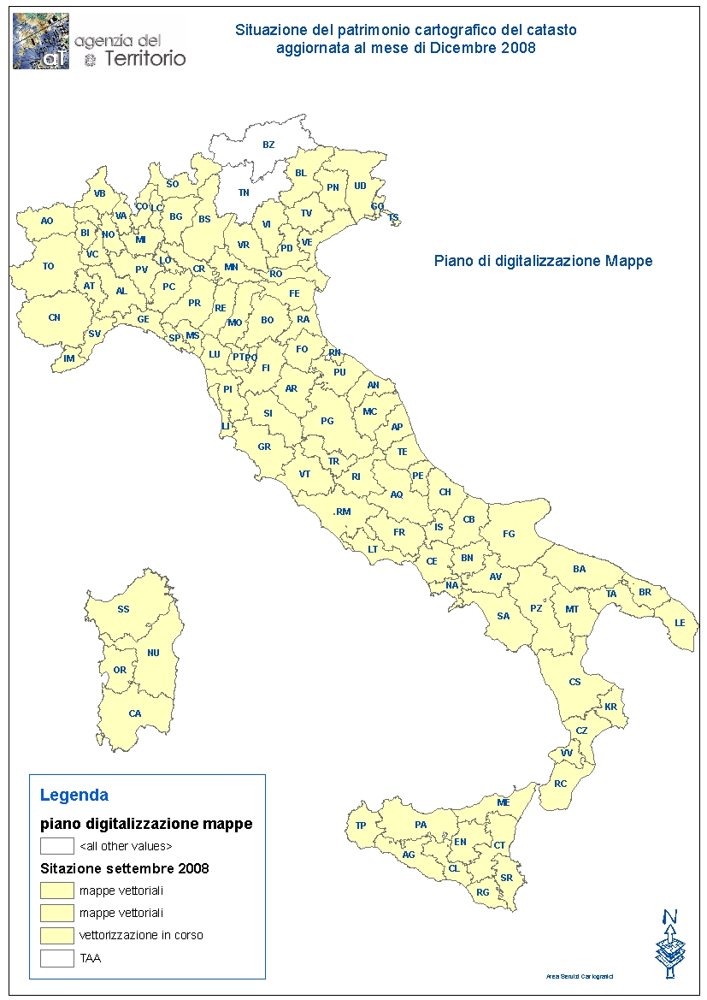 Situazione del patrimonio cartografico del catasto
aggiornata al mese di Dicembre 2008
agenzia del
Territorio
aT
Piano di digitalizzazione Mappe
BZ
TN
BL
PN
UD
GO
TS
SO
VB
CO
LC
VA
BG
BS
VI
TV
AO
BI
NO
MI
VR
PD
VE
VC
TO
LO
CR
MN
RO
PV
PC
AT
AL
PR
RE
FE
CN
GE
MO
BO
RA
SV
SP
MS
IM
LU
PT
PO
FO
RN
FI
PU
PI
AR
AN
SI
MC
LI
PG
AP
GR
TE
TR
VT
RI
PE
AQ
CH
.RM
CB
FR
IS
FG
LT
CE
BN
BA
AV
NA
TA
BR
PZ
MT
SA
LE
SS
NU
OR
CA
CS
KR
CZ
VV
RC
ME
TP
PA
EN
CT
AG
CL
SR
RG
Legenda
piano digitalizzazione mappe
<all other values>
Sitazione settembre 2008
mappe vettoriali
mappe vettoriali
vettorizzazione in corso
TAA
N
Area Servizi Cartografici